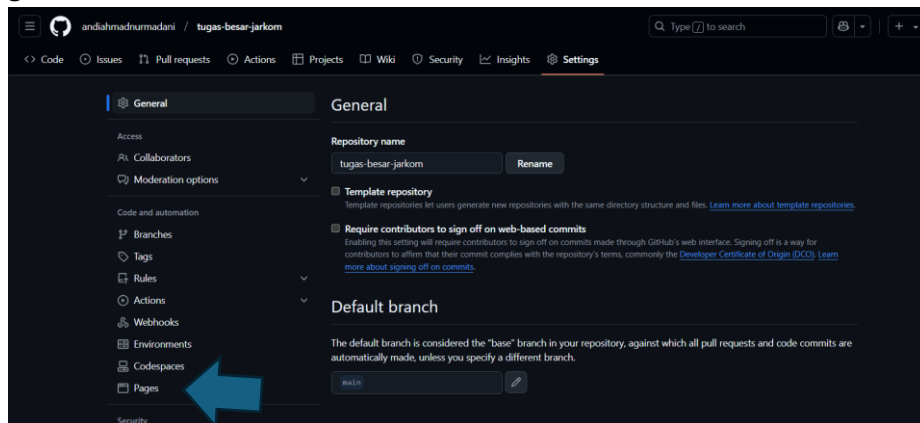 andiahmadnurmadani / tugas-besar-jarkom
Type / to search
Code Issues Pull requests Actions Projects Wiki Security Insights Settings
General
Access
Collaborators
Moderation options
Code and automation
Branches
Tags
Rules
Actions
Webhooks
Environments
Codespaces
Pages
Security
General
Repository name
tugas-besar-jarkom Rename
Template repository
Template repositories let users generate new repositories with the same directory structure and files. Learn more about template repositories.
Require contributors to sign off on web-based commits
Enabling this setting will require contributors to sign off on commits made through GitHub's web interface. Signing off is a way for
contributors to affirm that their commit complies with the repository's terms, commonly the Developer Certificate of Origin (DCO). Learn
more about signing off on commits.
Default branch
The default branch is considered the "base" branch in your repository, against which all pull requests and code commits are
automatically made, unless you specify a different branch.
main